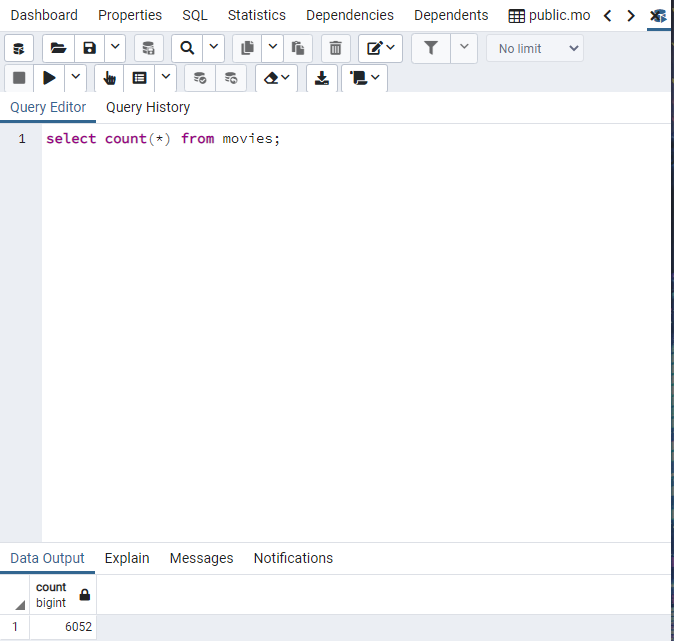 Dashboard Properties SQL Statistics Dependencies Dependents public.mo
No limit
Query Editor Query History
1 select count(*) from movies;
Data Output Explain Messages Notifications
count
bigint
1 6052